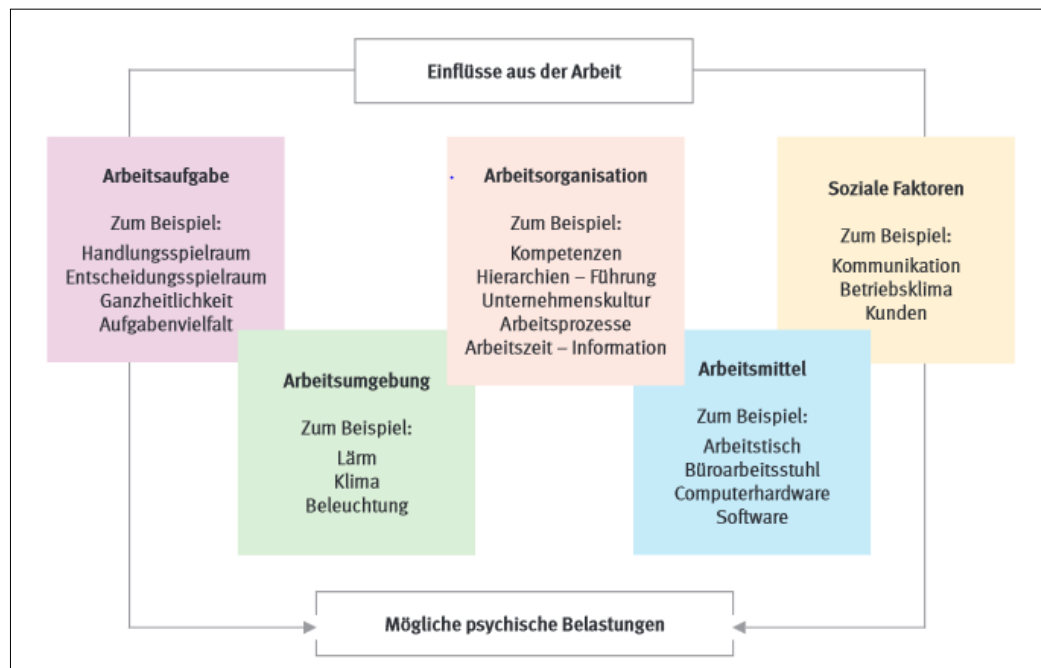 Einflüsse aus der Arbeit
Arbeitsaufgabe
Zum Beispiel:
Handlungsspielraum
Entscheidungsspielraum
Ganzheitlichkeit
Aufgabenvielfalt
Arbeitsumgebung
Zum Beispiel:
Lärm
Klima
Beleuchtung
Arbeitsorganisation
Zum Beispiel:
Kompetenzen
Hierarchien – Führung
Unternehmenskultur
Arbeitsprozesse
Arbeitszeit – Information
Arbeitsmittel
Zum Beispiel:
Arbeitstisch
Büroarbeitsstuhl
Computerhardware
Software
Soziale Faktoren
Zum Beispiel:
Kommunikation
Betriebsklima
Kunden
Mögliche psychische Belastungen